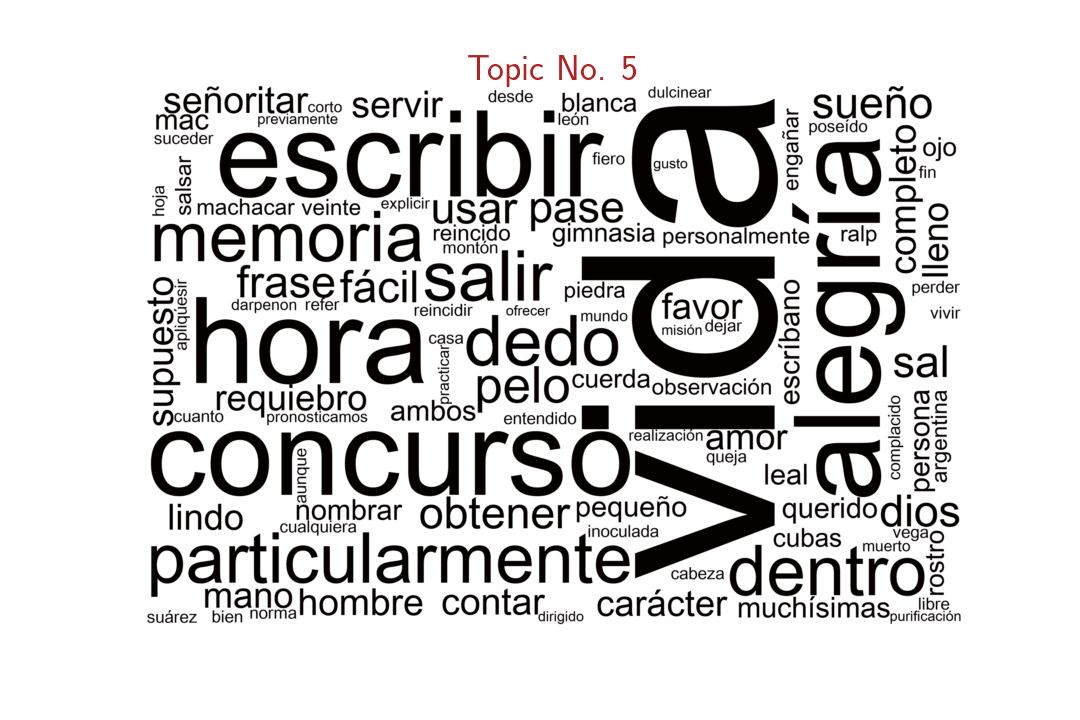 Topic No. 5
señoritar
corto
servir
desde
blanca
dulcinear
sueño
mac
previamente
león
poseído
suceder
escribir
fiero
gusto
engañar
completo
ojo
fin
hoja
salsar
machacar
veinte
explicir
usar
pase
vida
alegría
memoria
reincido
montón
gimnasia
personalmente
ralp
lleno
frase
fácil
salir
piedra
favor
perder
supuesto
apliquesir
darpenon
refer
reincidir
ofrecer
mundo
misión
dejar
escríbano
vivir
hora
casa
practicar
dedo
sal
requiebro
pelo
cuerda
observación
cuanto
pronosticamos
ambos
entendido
complacido
persona
argentina
concurso
realización
amor
queja
aunque
leal
lindo
nombrar
cualquiera
obtener
pequeño
inoculada
querido
dios
cubas
vega
muerto
rostro
particularmente
cabeza
dentro
mano
hombre
contar
carácter
muchísimas
libre
suárez
bien
norma
dirigido
purificación